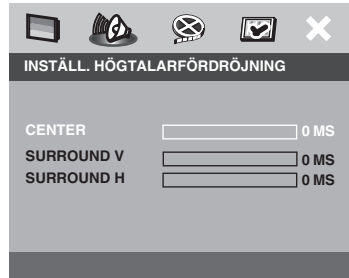 INSTÄLL. HÖGTALARFÖRDRÖJNING
CENTER 0 MS
SURROUND V 0 MS
SURROUND H 0 MS